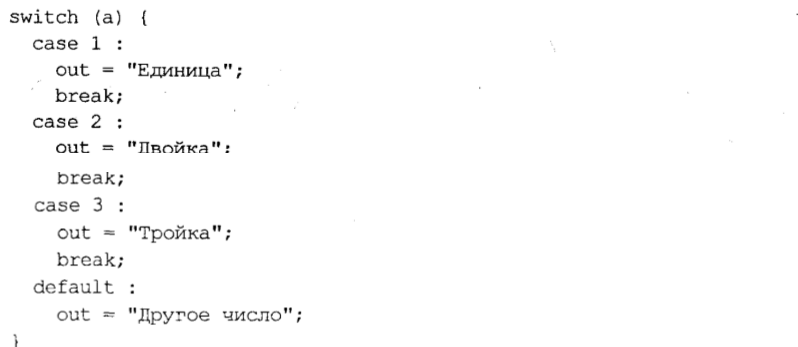 switch (a) {
case 1 :
out = "Единица";
break;
case 2 :
out = "Двойка";
break;
case 3 :
out = "Тройка";
break;
default :
out = "Другое число";
}